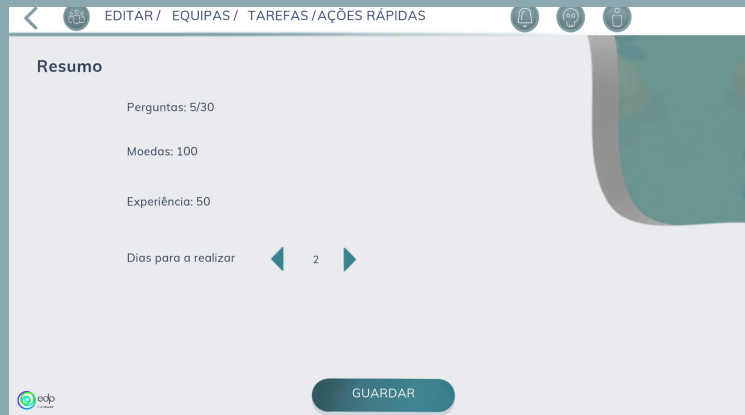 EDITAR / EQUIPAS / TAREFAS /AÇÕES RÁPIDAS
Resumo
Perguntas: 5/30
Moedas: 100
Experiência: 50
Dias para a realizar 2
GUARDAR
edp